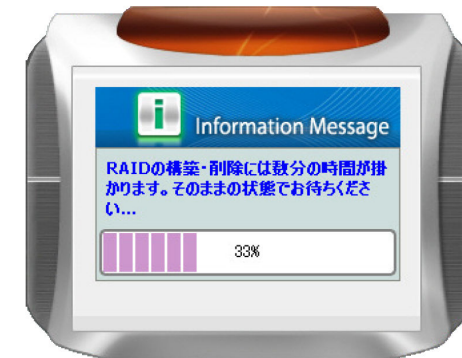 i
Information Message
RAIDの構築・削除には数分の時間が掛
かります。そのままの状態でお待ちくださ
い...
33%